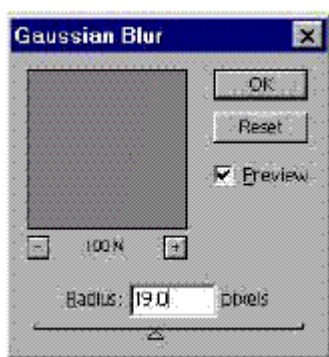 Gaussian Blur
OK
Reset
Preview
- 100% +
Radius: 19.0 pixels